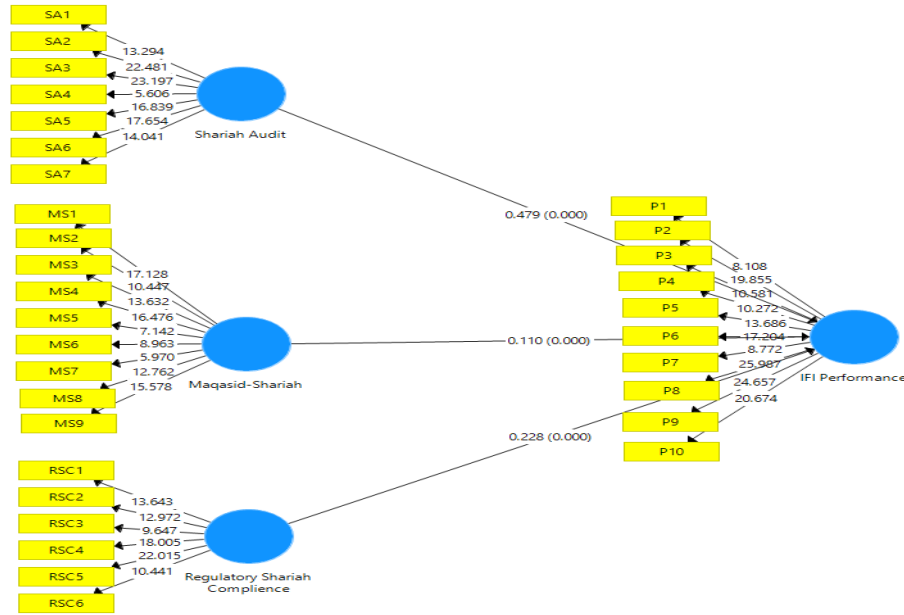 SA1
SA2
SA3
SA4
SA5
SA6
SA7
13.294
22.481
23.197
5.606
16.839
17.654
14.041
Shariah Audit
MS1
MS2
MS3
MS4
MS5
MS6
MS7
MS8
MS9
17.128
10.447
13.632
16.476
7.142
8.963
5.970
12.762
15.578
Maqasid-Shariah
RSC1
RSC2
RSC3
RSC4
RSC5
RSC6
13.643
12.972
9.647
18.005
22.015
10.441
Regulatory Shariah
Complience
0.479 (0.000)
0.110 (0.000)
0.228 (0.000)
P1
P2
P3
P4
P5
P6
P7
P8
P9
P10
8.108
19.855
10.581
10.272
13.686
17.204
8.772
25.987
24.657
20.674
IFI Performance